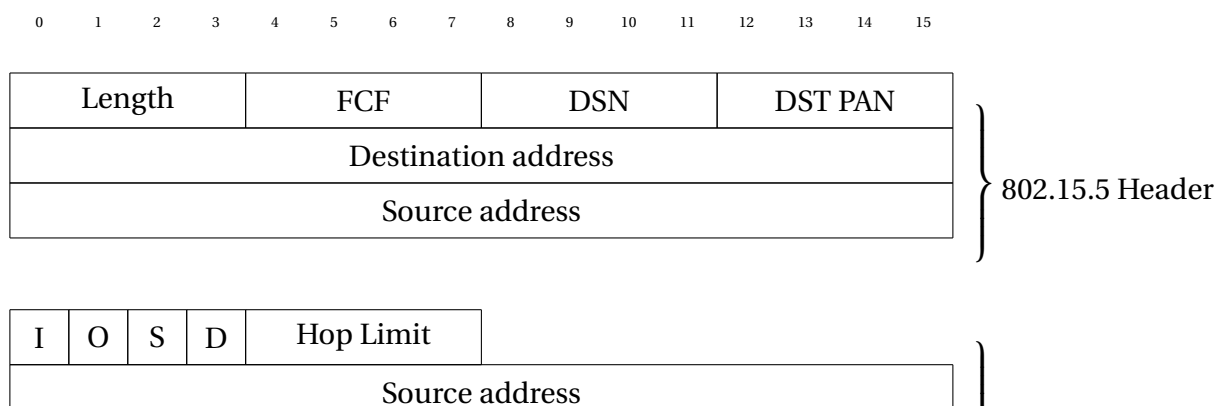 0 1 2 3 4 5 6 7 8 9 10 11 12 13 14 15
Length FCF DSN DST PAN
Destination address
Source address
802.15.5 Header
I O S D Hop Limit
Source address